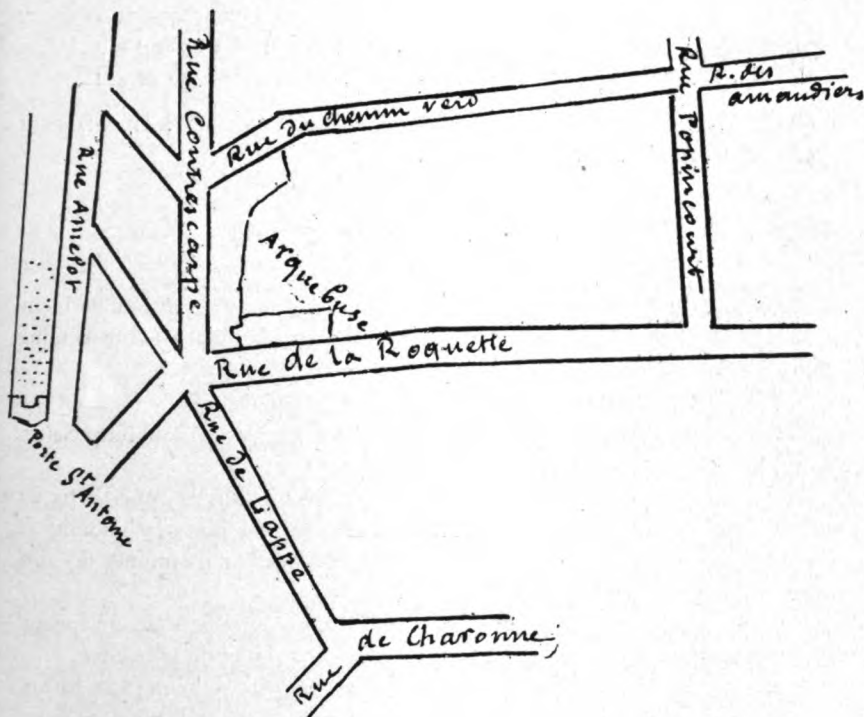 Rue Contrescarpe
Rue du chemin verd
R. des
amandiers
Rue Popincourt
Rue Amelot
Arquebuse
Rue de la Roquette
Porte St Antoine
Rue de Lappe
Rue de Charonne